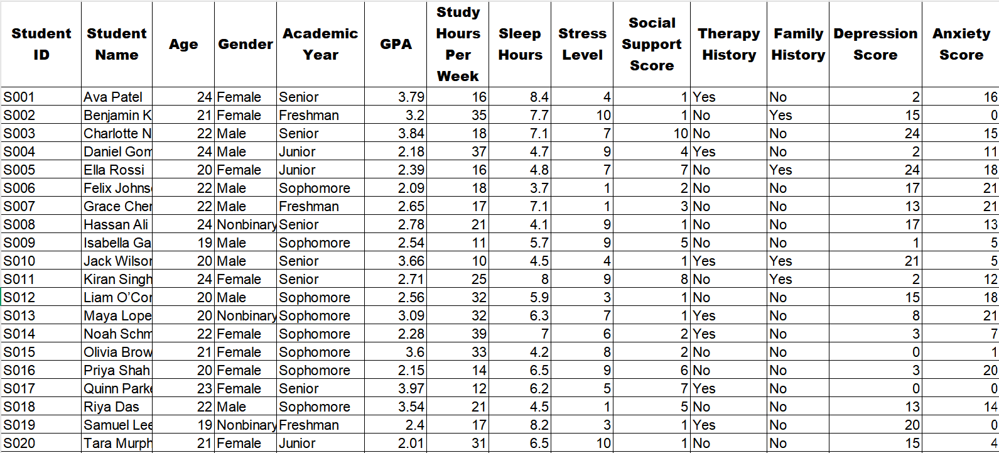 Student ID | Student Name | Age | Gender | Academic Year | GPA | Study Hours Per Week | Sleep Hours | Stress Level | Social Support Score | Therapy History | Family History | Depression Score | Anxiety Score
S001 | Ava Patel | 24 | Female | Senior | 3.79 | 16 | 8.4 | 4 | 1 | Yes | No | 2 | 16
S002 | Benjamin K | 21 | Female | Freshman | 3.2 | 35 | 7.7 | 10 | 1 | No | Yes | 15 | 0
S003 | Charlotte N | 22 | Male | Senior | 3.84 | 18 | 7.1 | 7 | 10 | No | No | 24 | 15
S004 | Daniel Gom | 24 | Male | Junior | 2.18 | 37 | 4.7 | 9 | 4 | Yes | No | 2 | 11
S005 | Ella Rossi | 20 | Female | Junior | 2.39 | 16 | 4.8 | 7 | 7 | No | Yes | 24 | 18
S006 | Felix Johns | 22 | Male | Sophomore | 2.09 | 18 | 3.7 | 1 | 2 | No | No | 17 | 21
S007 | Grace Cher | 22 | Male | Freshman | 2.65 | 17 | 7.1 | 1 | 3 | No | No | 13 | 21
S008 | Hassan Ali | 24 | Nonbinary | Senior | 2.78 | 21 | 4.1 | 9 | 1 | No | No | 17 | 13
S009 | Isabella Ga | 19 | Male | Sophomore | 2.54 | 11 | 5.7 | 9 | 5 | No | No | 1 | 5
S010 | Jack Wilsor | 20 | Male | Senior | 3.66 | 10 | 4.5 | 4 | 1 | Yes | Yes | 21 | 5
S011 | Kiran Singh | 24 | Female | Senior | 2.71 | 25 | 8 | 9 | 8 | No | Yes | 2 | 12
S012 | Liam O’Cor | 20 | Male | Sophomore | 2.56 | 32 | 5.9 | 3 | 1 | No | No | 15 | 18
S013 | Maya Lope | 20 | Nonbinary | Sophomore | 3.09 | 32 | 6.3 | 7 | 1 | Yes | No | 8 | 21
S014 | Noah Schm | 22 | Female | Sophomore | 2.28 | 39 | 7 | 6 | 2 | Yes | No | 3 | 7
S015 | Olivia Brow | 21 | Female | Sophomore | 3.6 | 33 | 4.2 | 8 | 2 | No | No | 0 | 1
S016 | Priya Shah | 20 | Female | Sophomore | 2.15 | 14 | 6.5 | 9 | 6 | No | No | 3 | 20
S017 | Quinn Park | 23 | Female | Senior | 3.97 | 12 | 6.2 | 5 | 7 | Yes | No | 0 | 0
S018 | Riya Das | 22 | Male | Sophomore | 3.54 | 21 | 4.5 | 1 | 5 | No | No | 13 | 14
S019 | Samuel Lee | 19 | Nonbinary | Freshman | 2.4 | 17 | 8.2 | 3 | 1 | Yes | No | 20 | 0
S020 | Tara Murph | 21 | Female | Junior | 2.01 | 31 | 6.5 | 10 | 1 | No | No | 15 | 4